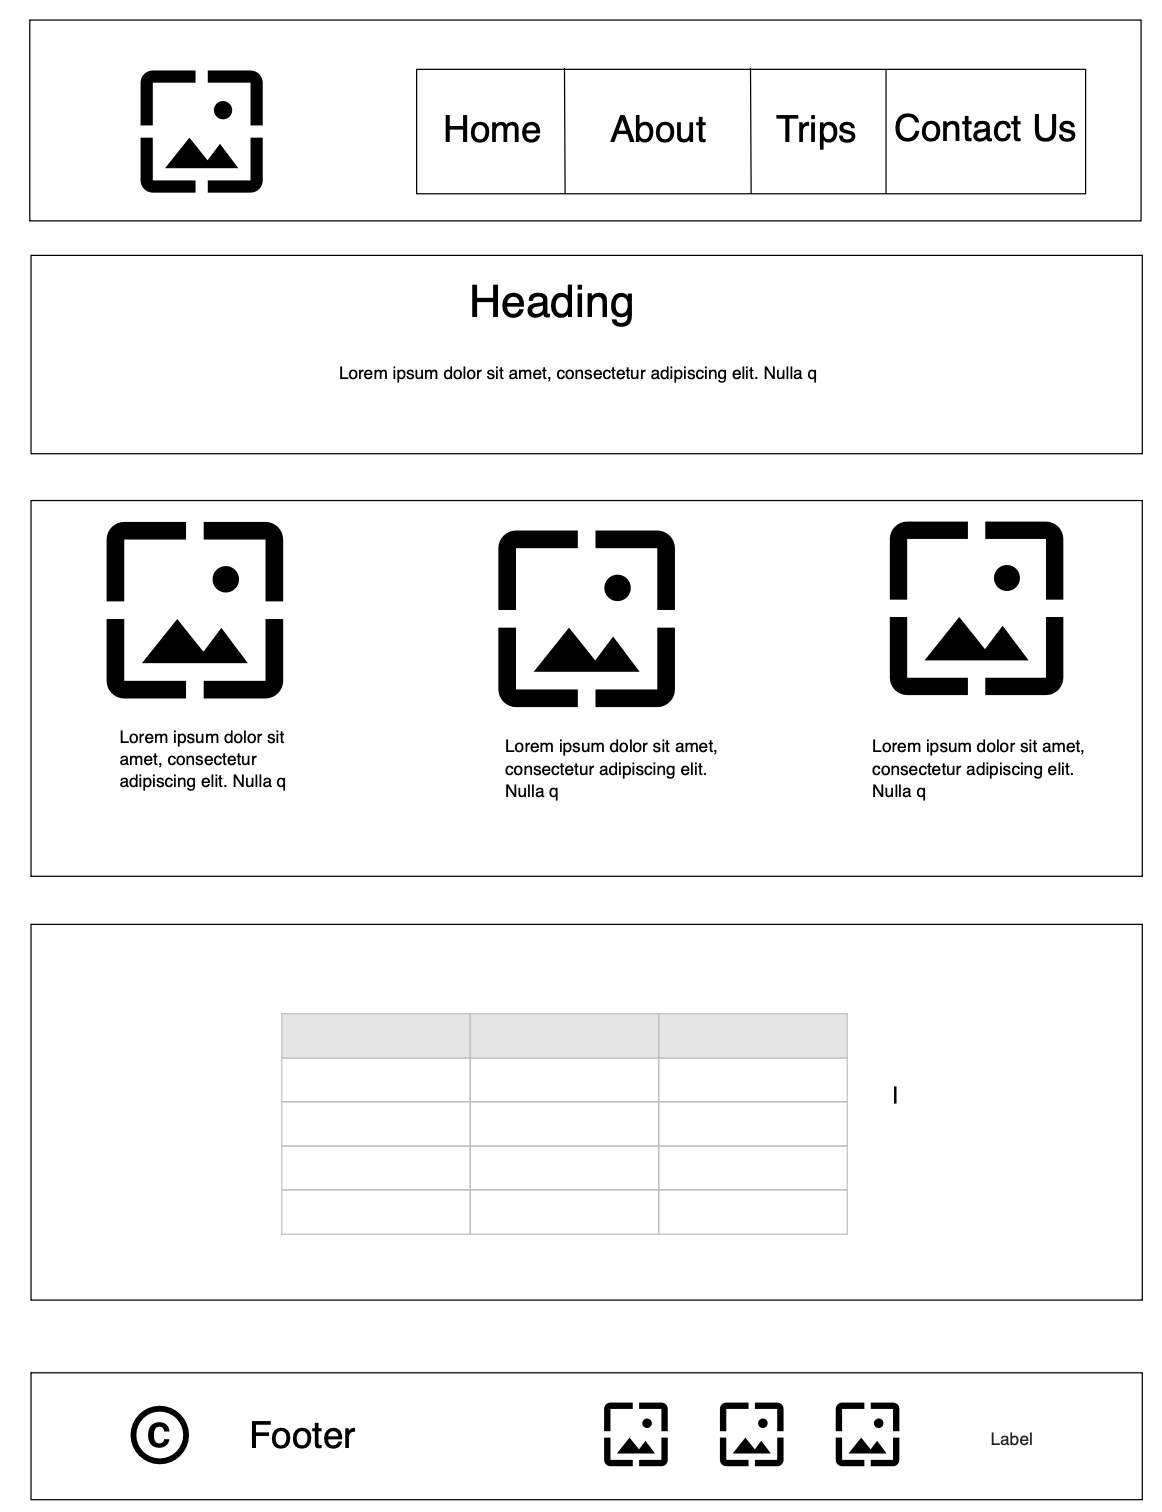 Home About Trips Contact Us
Heading
Lorem ipsum dolor sit amet, consectetur adipiscing elit. Nulla q
Lorem ipsum dolor sit
amet, consectetur
adipiscing elit. Nulla q
Lorem ipsum dolor sit amet,
consectetur adipiscing elit.
Nulla q
Lorem ipsum dolor sit amet,
consectetur adipiscing elit.
Nulla q
l
© Footer Label